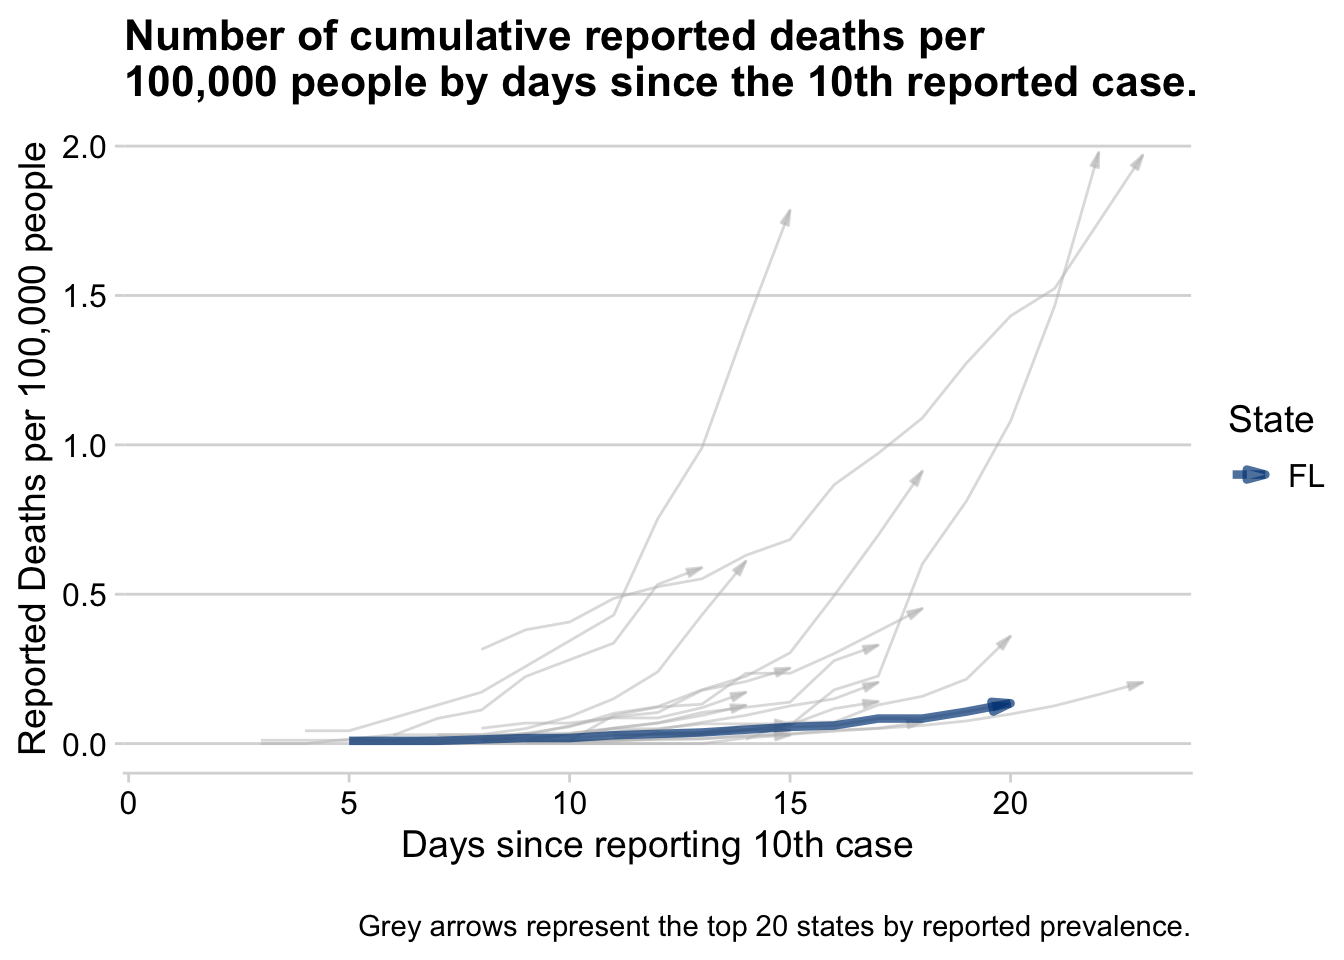 Number of cumulative reported deaths per
100,000 people by days since the 10th reported case.
Reported Deaths per 100,000 people
2.0
1.5
1.0
0.5
0.0
0
5
10
15
20
Days since reporting 10th case
State
FL
Grey arrows represent the top 20 states by reported prevalence.